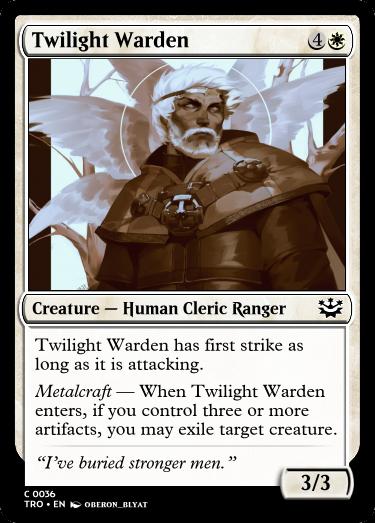 Twilight Warden 4
Creature — Human Cleric Ranger
Twilight Warden has first strike as
long as it is attacking.
Metalcraft — When Twilight Warden
enters, if you control three or more
artifacts, you may exile target creature.
“I’ve buried stronger men.”
3/3
C 0036
TRO • EN OBERON_BLYAT